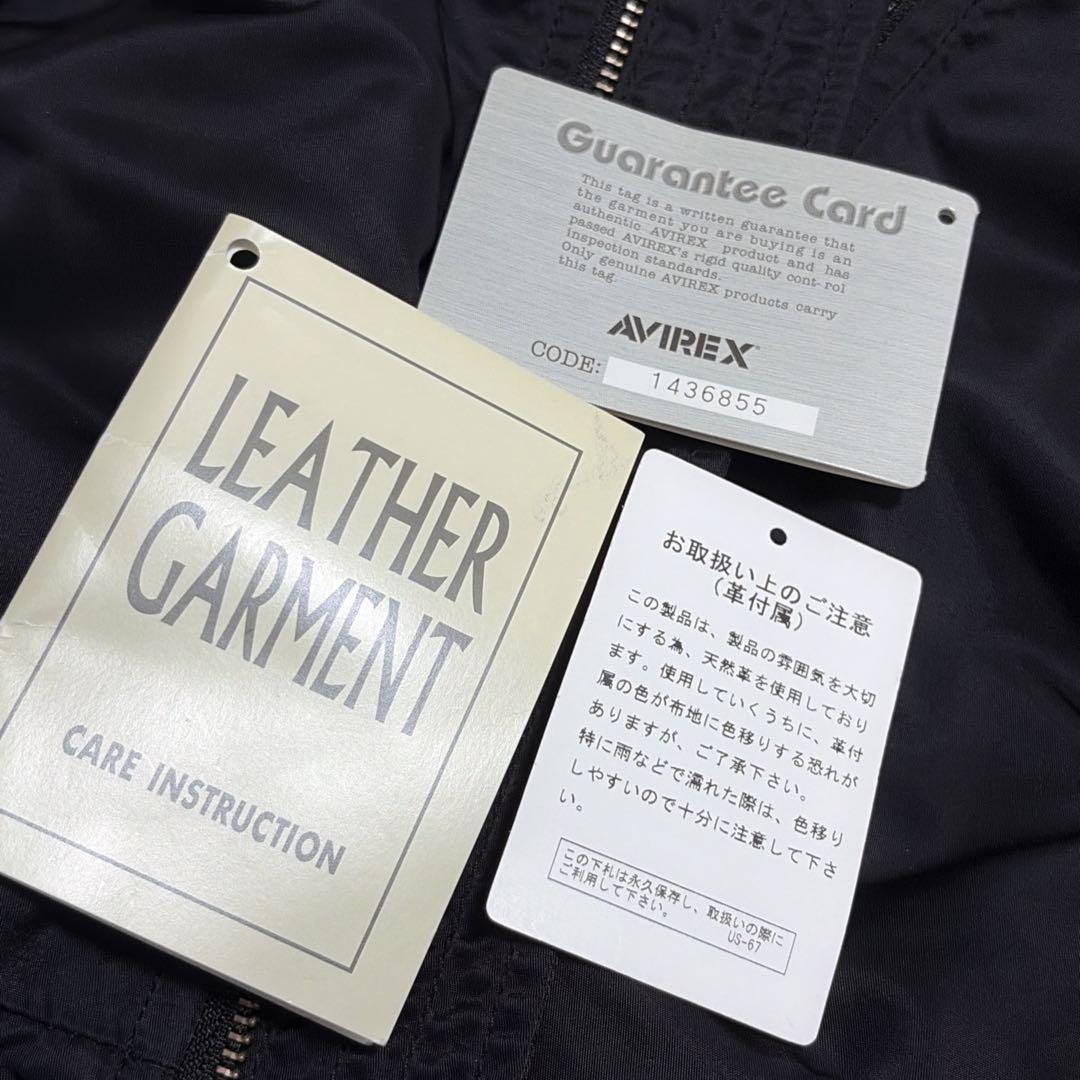 Guarantee Card
This tag is a written guarantee that
the garment you are buying is an
authentic AVIREX product and has
passed AVIREX's rigid quality cont- rol
inspection standards.
Only genuine AVIREX products carry
this tag.
AVIREX
CODE: 1436855
LEATHER
GARMENT
CARE INSTRUCTION
お取扱い上のご注意
（革付属）
この製品は、製品の雰囲気を大切
にする為、天然革を使用しており
ます。使用していくうちに、革付
属の色が布地に色移りする恐れが
ありますが、ご了承下さい。
特に雨などで濡れた際は、色移り
しやすいので十分に注意して下さ
い。
この下札は永久保存し、取扱いの際に
ご利用して下さい。
US-67